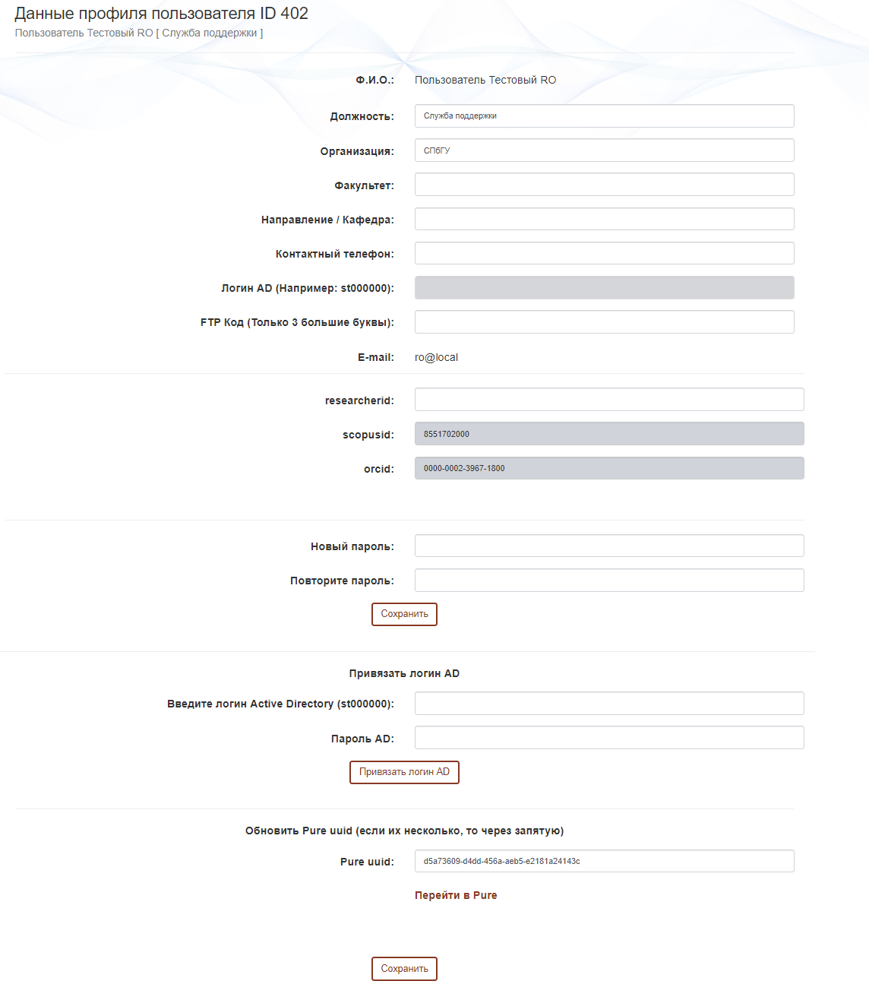 Данные профиля пользователя ID 402
Пользователь Тестовый RO [ Служба поддержки ]
Ф.И.О.: Пользователь Тестовый RO
Должность: Служба поддержки
Организация: СПбГУ
Факультет:
Направление / Кафедра:
Контактный телефон:
Логин AD (Например: st000000):
FTP Код (Только 3 большие буквы):
E-mail: ro@local
researcherid:
scopusid: 8551702000
orcid: 0000-0002-3967-1800
Новый пароль:
Повторите пароль:
Сохранить
Привязать логин AD
Введите логин Active Directory (st000000):
Пароль AD:
Привязать логин AD
Обновить Pure uuid (если их несколько, то через запятую)
Pure uuid: d5a73609-d4dd-456a-aeb5-e2181a24143c
Перейти в Pure
Сохранить